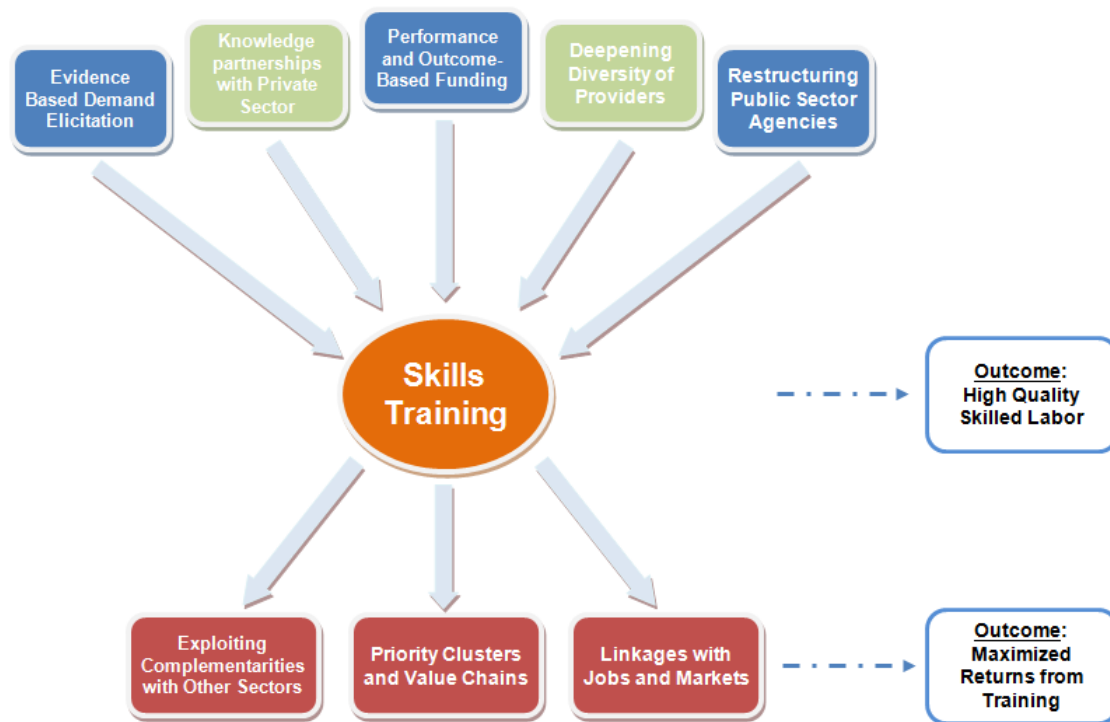 Evidence
Based Demand
Elicitation
Knowledge
partnerships
with Private
Sector
Performance
and Outcome-
Based Funding
Deepening
Diversity of
Providers
Restructuring
Public Sector
Agencies
Skills
Training
Outcome:
High Quality
Skilled Labor
Exploiting
Complementarities
with Other Sectors
Priority Clusters
and Value Chains
Linkages with
Jobs and Markets
Outcome:
Maximized
Returns from
Training